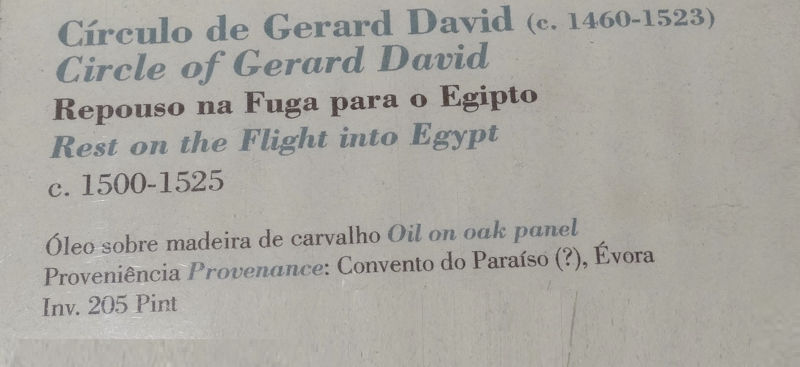 Círculo de Gerard David (c. 1460-1523)
Circle of Gerard David
Repouso na Fuga para o Egipto
Rest on the Flight into Egypt
c. 1500-1525
Óleo sobre madeira de carvalho Oil on oak panel
Proveniência Provenance: Convento do Paraíso (?), Évora
Inv. 205 Pint